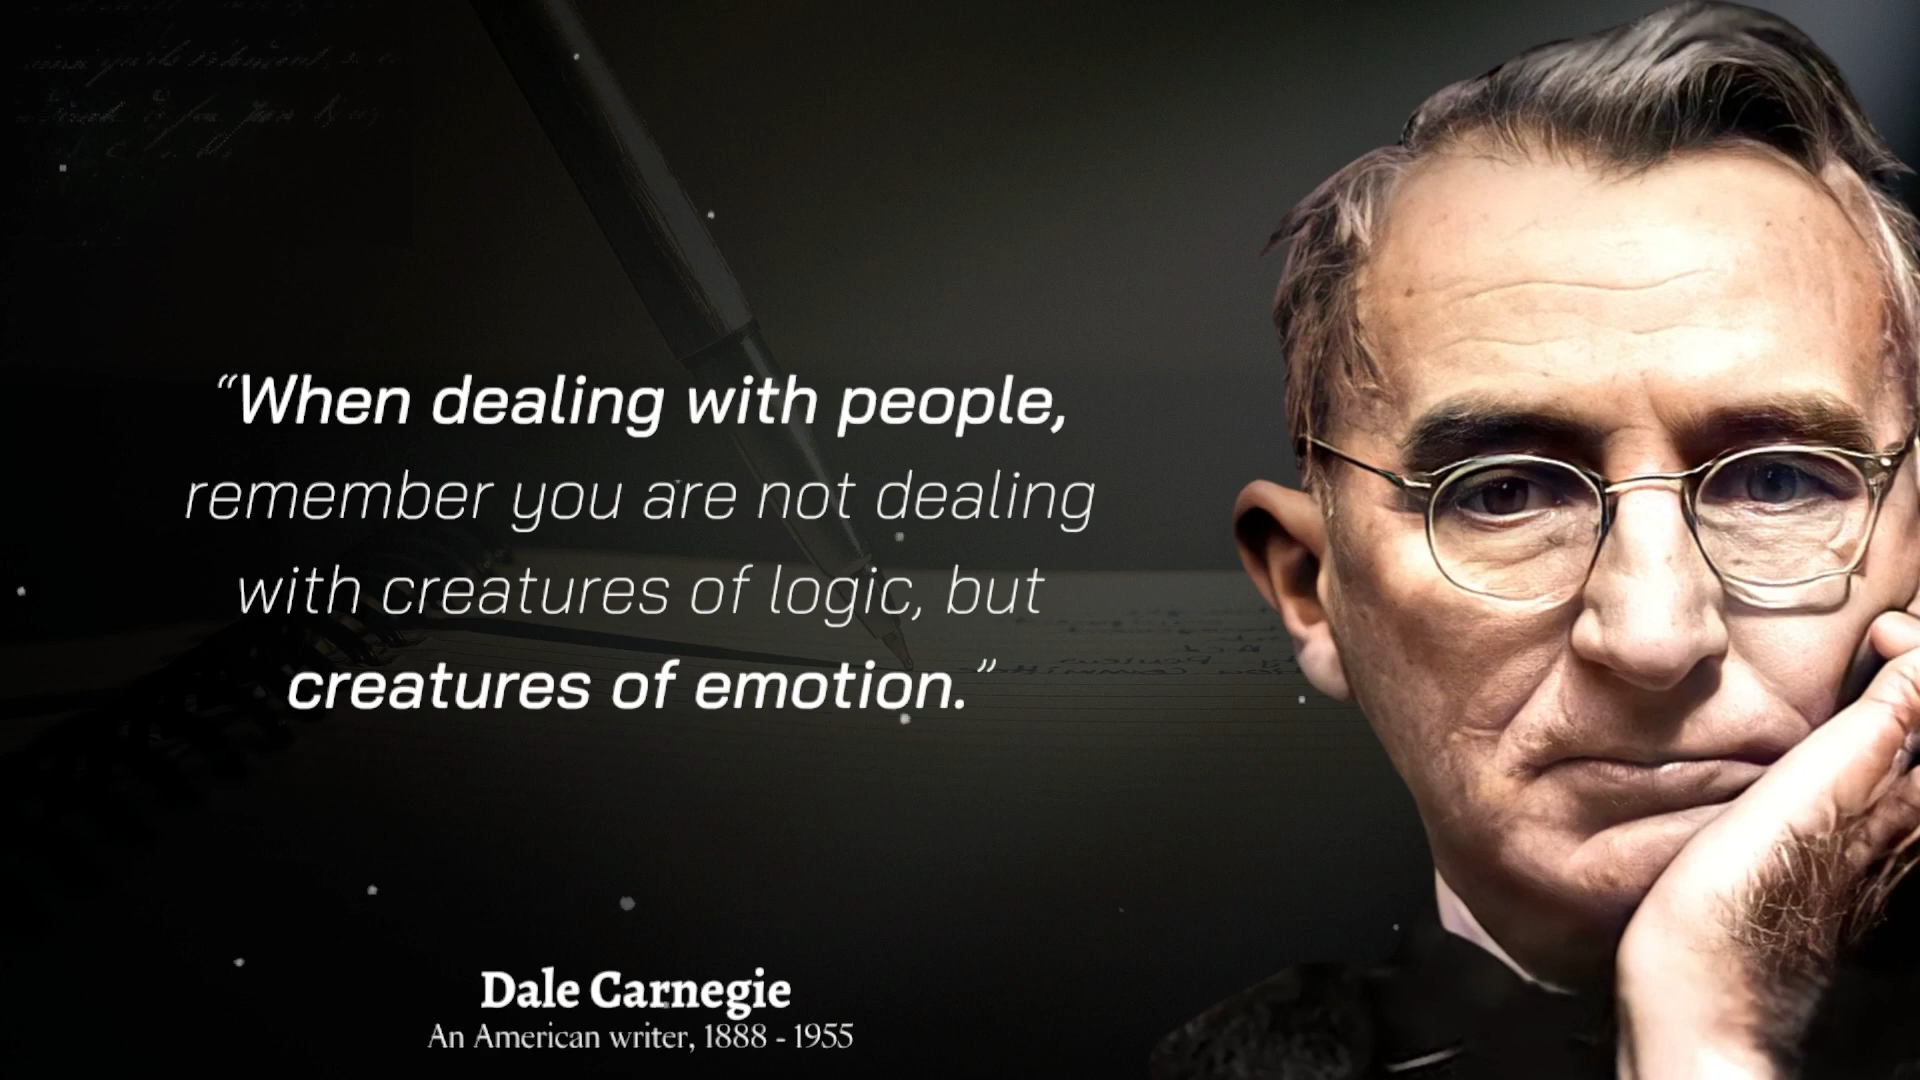 “When dealing with people,
remember you are not dealing
with creatures of logic, but
creatures of emotion.”
Dale Carnegie
An American writer, 1888 - 1955